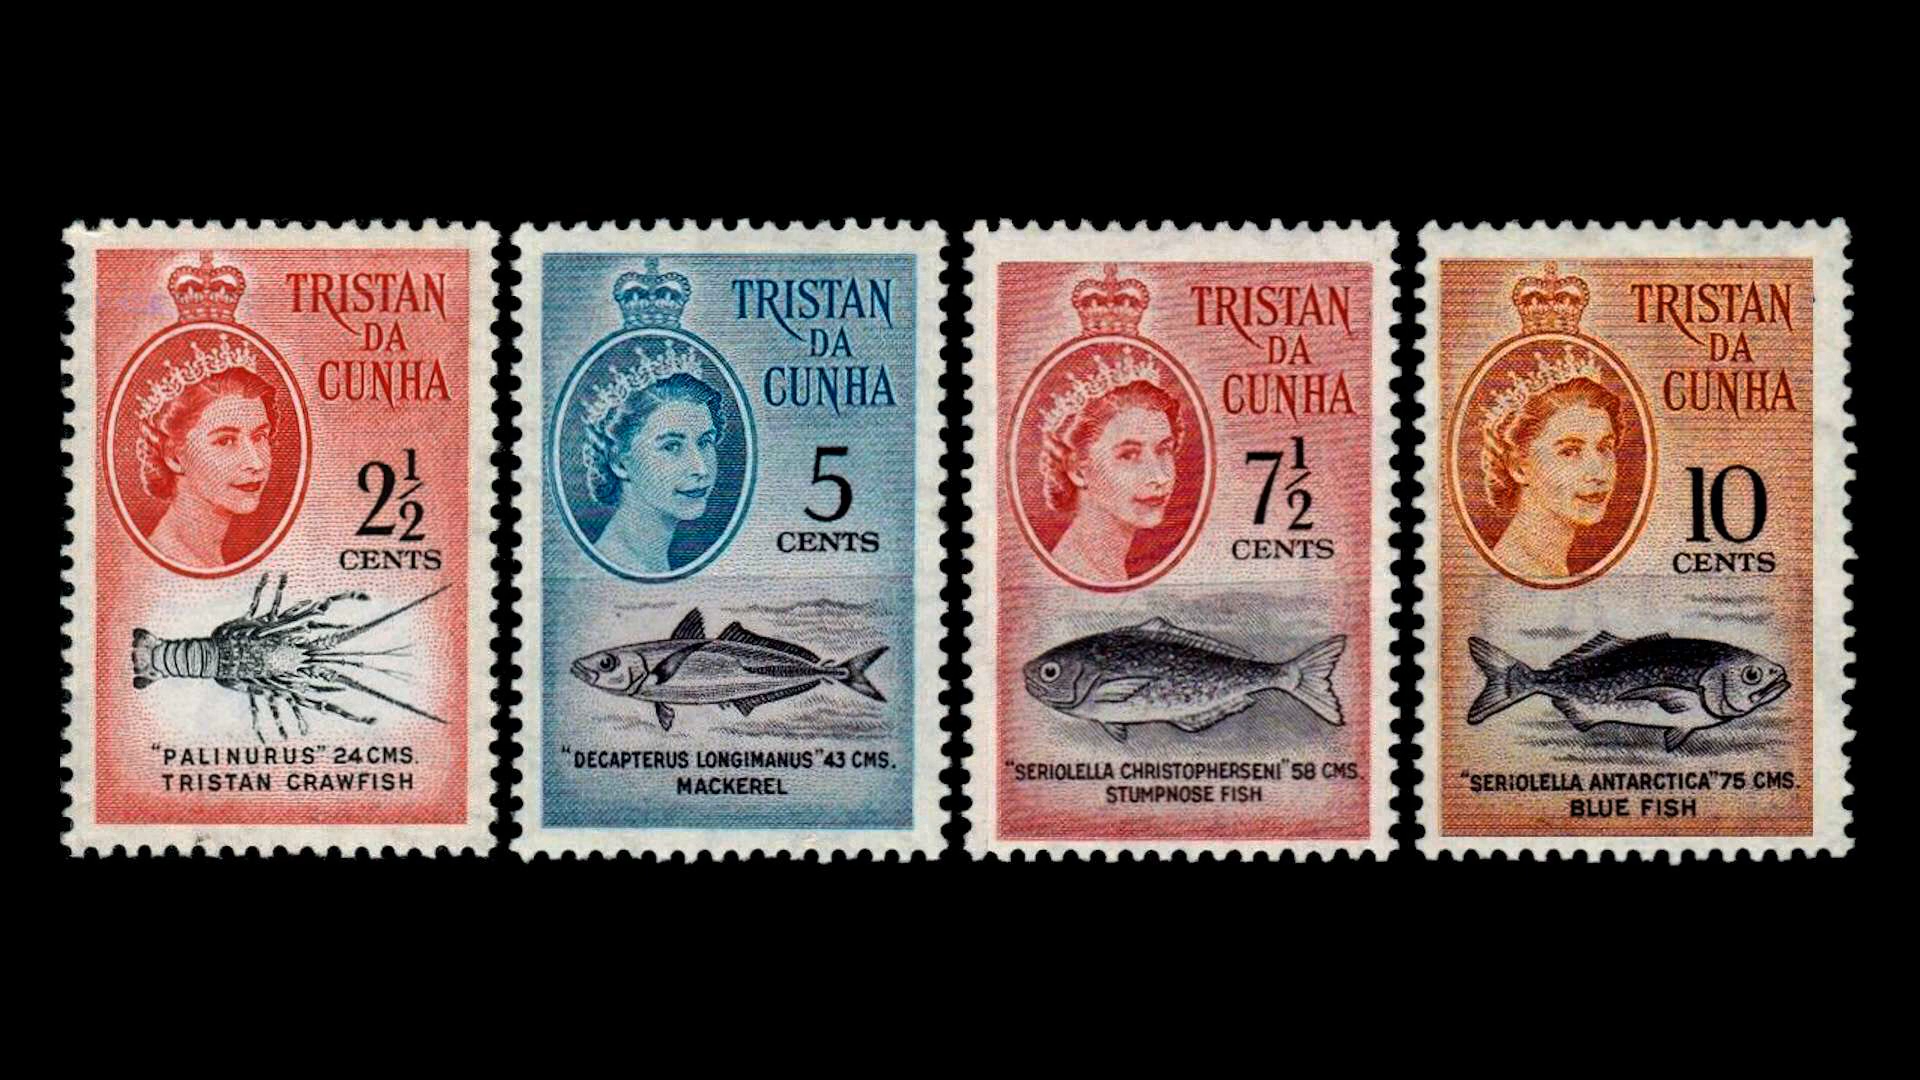 TRISTAN
DA
CUNHA
2½
CENTS
"PALINURUS" 24 CMS.
TRISTAN CRAWFISH
TRISTAN
DA
CUNHA
5
CENTS
"DECAPTERUS LONGIMANUS" 43 CMS.
MACKEREL
TRISTAN
DA
CUNHA
7½
CENTS
"SERIOLELLA CHRISTOPHERSENI" 58 CMS.
STUMPNOSE FISH
TRISTAN
DA
CUNHA
10
CENTS
"SERIOLELLA ANTARCTICA" 75 CMS.
BLUE FISH